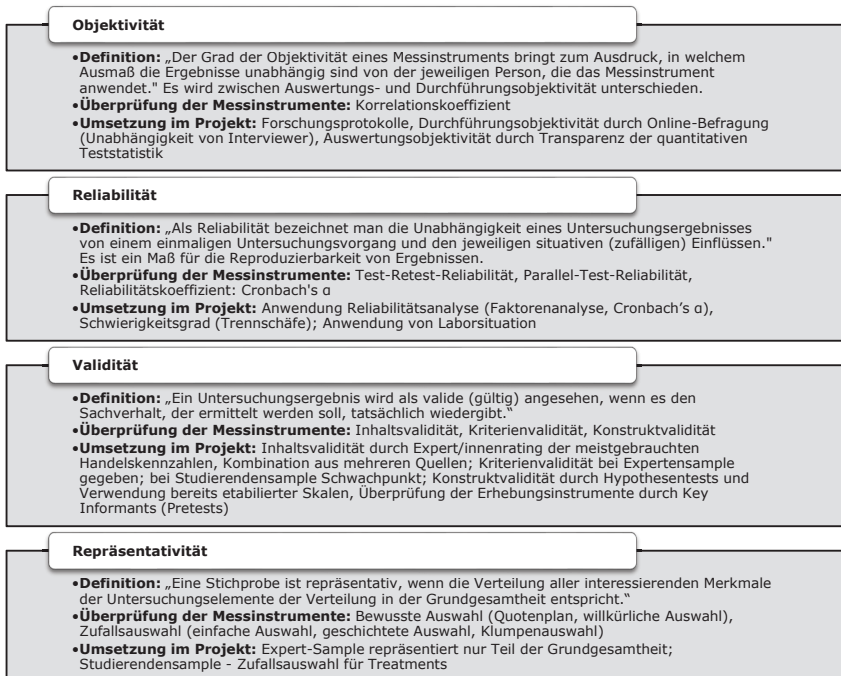 Objektivität
•Definition: „Der Grad der Objektivität eines Messinstruments bringt zum Ausdruck, in welchem
Ausmaß die Ergebnisse unabhängig sind von der jeweiligen Person, die das Messinstrument
anwendet." Es wird zwischen Auswertungs- und Durchführungsobjektivität unterschieden.
•Überprüfung der Messinstrumente: Korrelationskoeffizient
•Umsetzung im Projekt: Forschungsprotokolle, Durchführungsobjektivität durch Online-Befragung
(Unabhängigkeit von Interviewer), Auswertungsobjektivität durch Transparenz der quantitativen
Teststatistik
Reliabilität
•Definition: „Als Reliabilität bezeichnet man die Unabhängigkeit eines Untersuchungsergebnisses
von einem einmaligen Untersuchungsvorgang und den jeweiligen situativen (zufälligen) Einflüssen."
Es ist ein Maß für die Reproduzierbarkeit von Ergebnissen.
•Überprüfung der Messinstrumente: Test-Retest-Reliabilität, Parallel-Test-Reliabilität,
Reliabilitätskoeffizient: Cronbach's α
•Umsetzung im Projekt: Anwendung Reliabilitätsanalyse (Faktorenanalyse, Cronbach’s α),
Schwierigkeitsgrad (Trennschäfe); Anwendung von Laborsituation
Validität
•Definition: „Ein Untersuchungsergebnis wird als valide (gültig) angesehen, wenn es den
Sachverhalt, der ermittelt werden soll, tatsächlich wiedergibt.“
•Überprüfung der Messinstrumente: Inhaltsvalidität, Kriterienvalidität, Konstruktvalidität
•Umsetzung im Projekt: Inhaltsvalidität durch Expert/innenrating der meistgebrauchten
Handelskennzahlen, Kombination aus mehreren Quellen; Kriterienvalidität bei Expertensample
gegeben; bei Studierendensample Schwachpunkt; Konstruktvalidität durch Hypothesentests und
Verwendung bereits etabilierter Skalen, Überprüfung der Erhebungsinstrumente durch Key
Informants (Pretests)
Repräsentativität
•Definition: „Eine Stichprobe ist repräsentativ, wenn die Verteilung aller interessierenden Merkmale
der Untersuchungselemente der Verteilung in der Grundgesamtheit entspricht.“
•Überprüfung der Messinstrumente: Bewusste Auswahl (Quotenplan, willkürliche Auswahl),
Zufallsauswahl (einfache Auswahl, geschichtete Auswahl, Klumpenauswahl)
•Umsetzung im Projekt: Expert-Sample repräsentiert nur Teil der Grundgesamtheit;
Studierendensample - Zufallsauswahl für Treatments